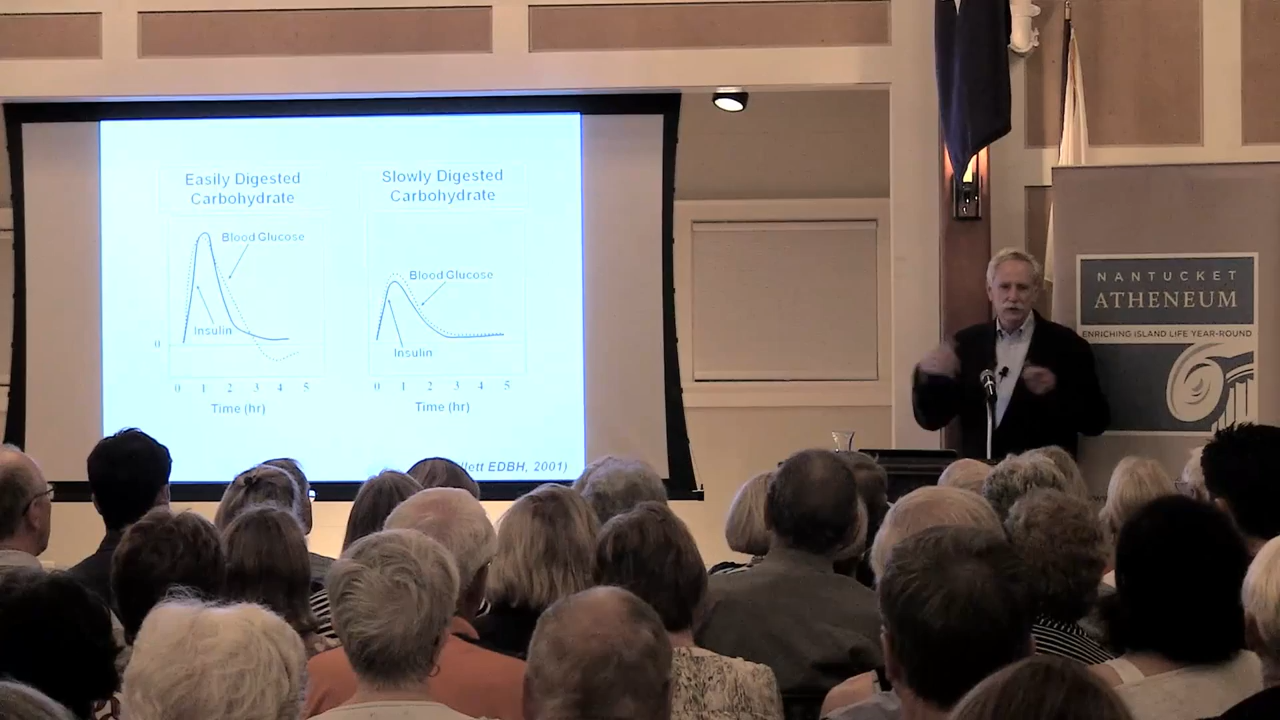 Easily Digested
Carbohydrate
Blood Glucose
Insulin
0
0 1 2 3 4 5
Time (hr)
Slowly Digested
Carbohydrate
Blood Glucose
Insulin
0 1 2 3 4 5
Time (hr)
EDBH, 2001)
NANTUCKET
ATHENEUM
ENRICHING ISLAND LIFE YEAR-ROUND